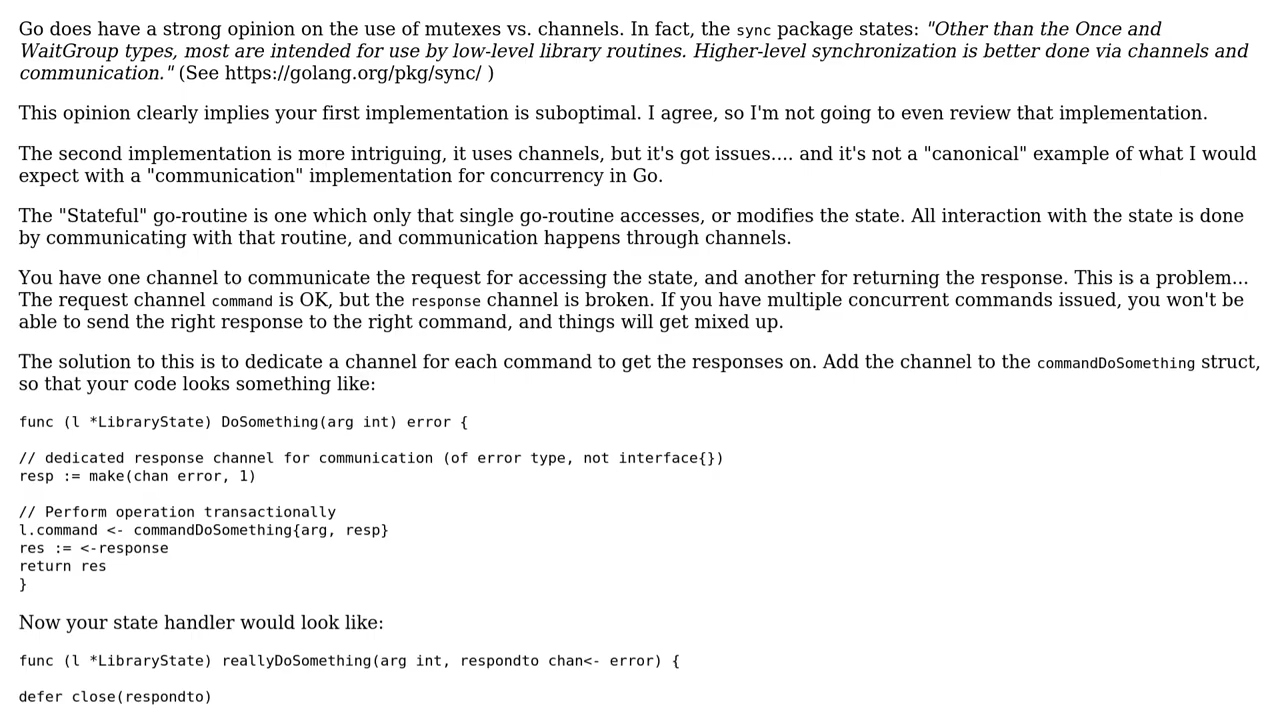 Go does have a strong opinion on the use of mutexes vs. channels. In fact, the sync package states: "Other than the Once and
WaitGroup types, most are intended for use by low-level library routines. Higher-level synchronization is better done via channels and
communication." (See https://golang.org/pkg/sync/ )
This opinion clearly implies your first implementation is suboptimal. I agree, so I'm not going to even review that implementation.
The second implementation is more intriguing, it uses channels, but it's got issues.... and it's not a "canonical" example of what I would
expect with a "communication" implementation for concurrency in Go.
The "Stateful" go-routine is one which only that single go-routine accesses, or modifies the state. All interaction with the state is done
by communicating with that routine, and communication happens through channels.
You have one channel to communicate the request for accessing the state, and another for returning the response. This is a problem...
The request channel command is OK, but the response channel is broken. If you have multiple concurrent commands issued, you won't be
able to send the right response to the right command, and things will get mixed up.
The solution to this is to dedicate a channel for each command to get the responses on. Add the channel to the commandDoSomething struct,
so that your code looks something like:
func (l *LibraryState) DoSomething(arg int) error {
// dedicated response channel for communication (of error type, not interface{})
resp := make(chan error, 1)
// Perform operation transactionally
l.command <- commandDoSomething{arg, resp}
res := <-response
return res
}
Now your state handler would look like:
func (l *LibraryState) reallyDoSomething(arg int, respondto chan<- error) {
defer close(respondto)